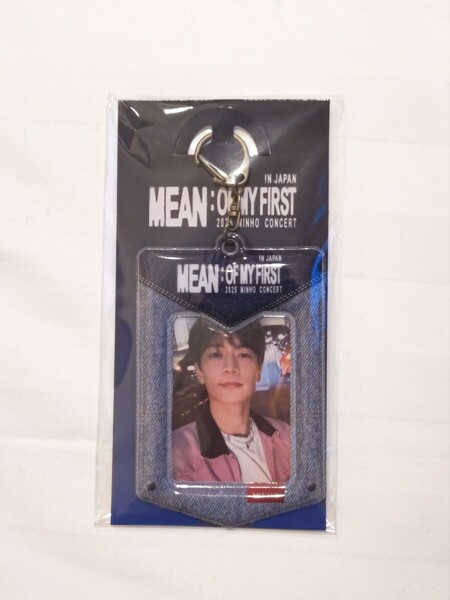 IN JAPAN
MEAN : OF MY FIRST
2025 MINHO CONCERT
IN JAPAN
MEAN : OF MY FIRST
2025 MINHO CONCERT